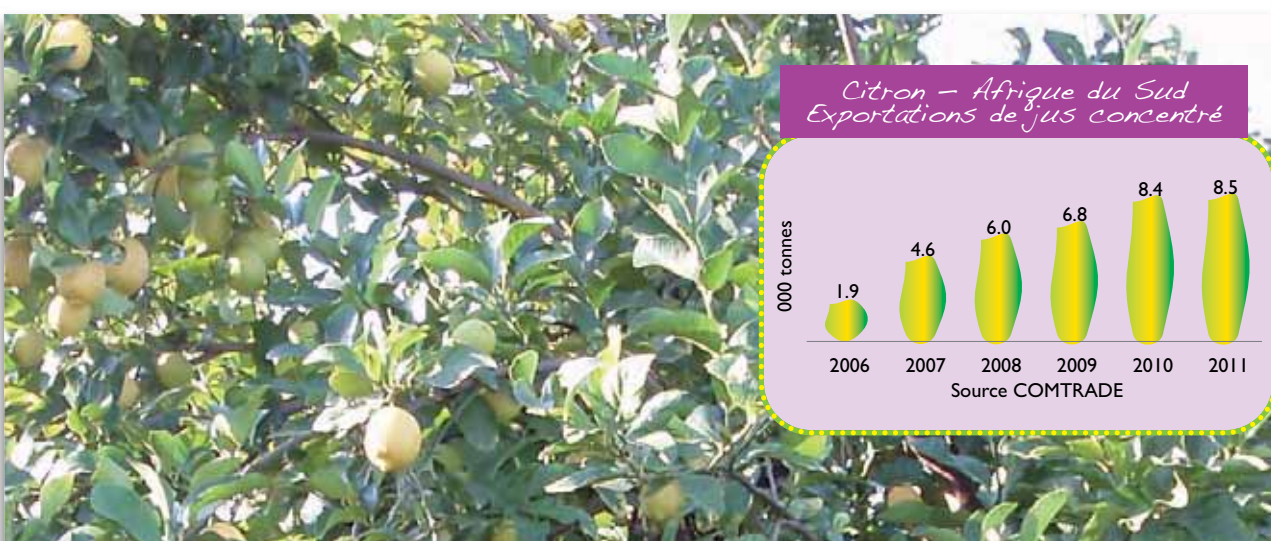 Citron – Afrique du Sud
Exportations de jus concentré
000 tonnes
1.9
4.6
6.0
6.8
8.4
8.5
2006 2007 2008 2009 2010 2011
Source COMTRADE